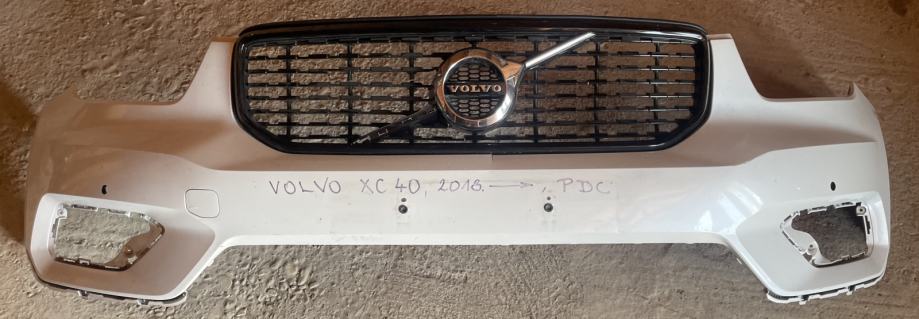 VOLVO
VOLVO XC 40, 2018. → , PDC